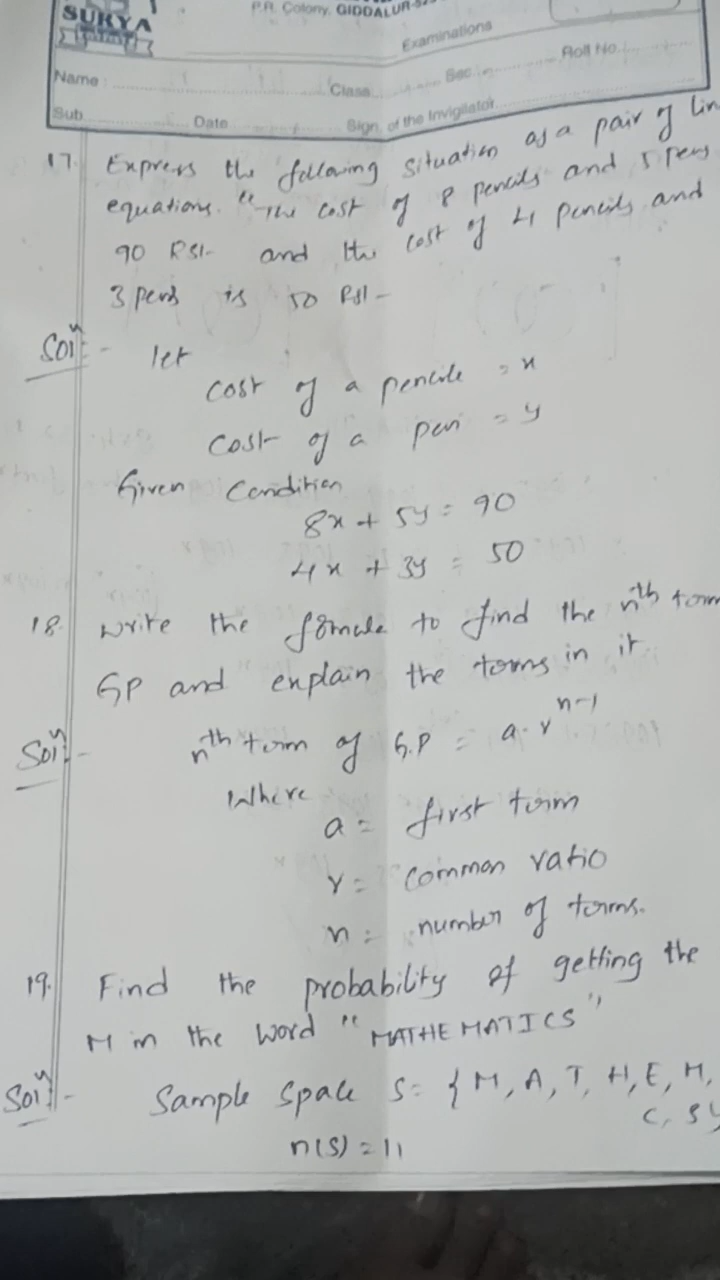 SURYA
P.R. Colony, GIDDALUR-
Examinations
Name : Class Sec Roll No.
Sub Date Sign. of the Invigilator
17. Express the following situation as a pair of lin
equations. "The cost of 8 pencils and 5 pens
90 Rs/- and the cost of 4 pencils and
3 pens is 50 Rs/-
Soln:- let
cost of a pencile = x
cost of a pen = y
Given Condition
8x + 5y = 90
4x + 3y = 50
18. write the fomula to find the nth term
GP and explain the terms in it
Soln:- nth term of G.P = a. r^n-1
Where
a = first term
r = common ratio
n = number of terms.
19. Find the probability of getting the
M in the word "MATHEMATICS"
Soln:- Sample Space S = { M, A, T, H, E, M,
C, S}
n(S) = 11